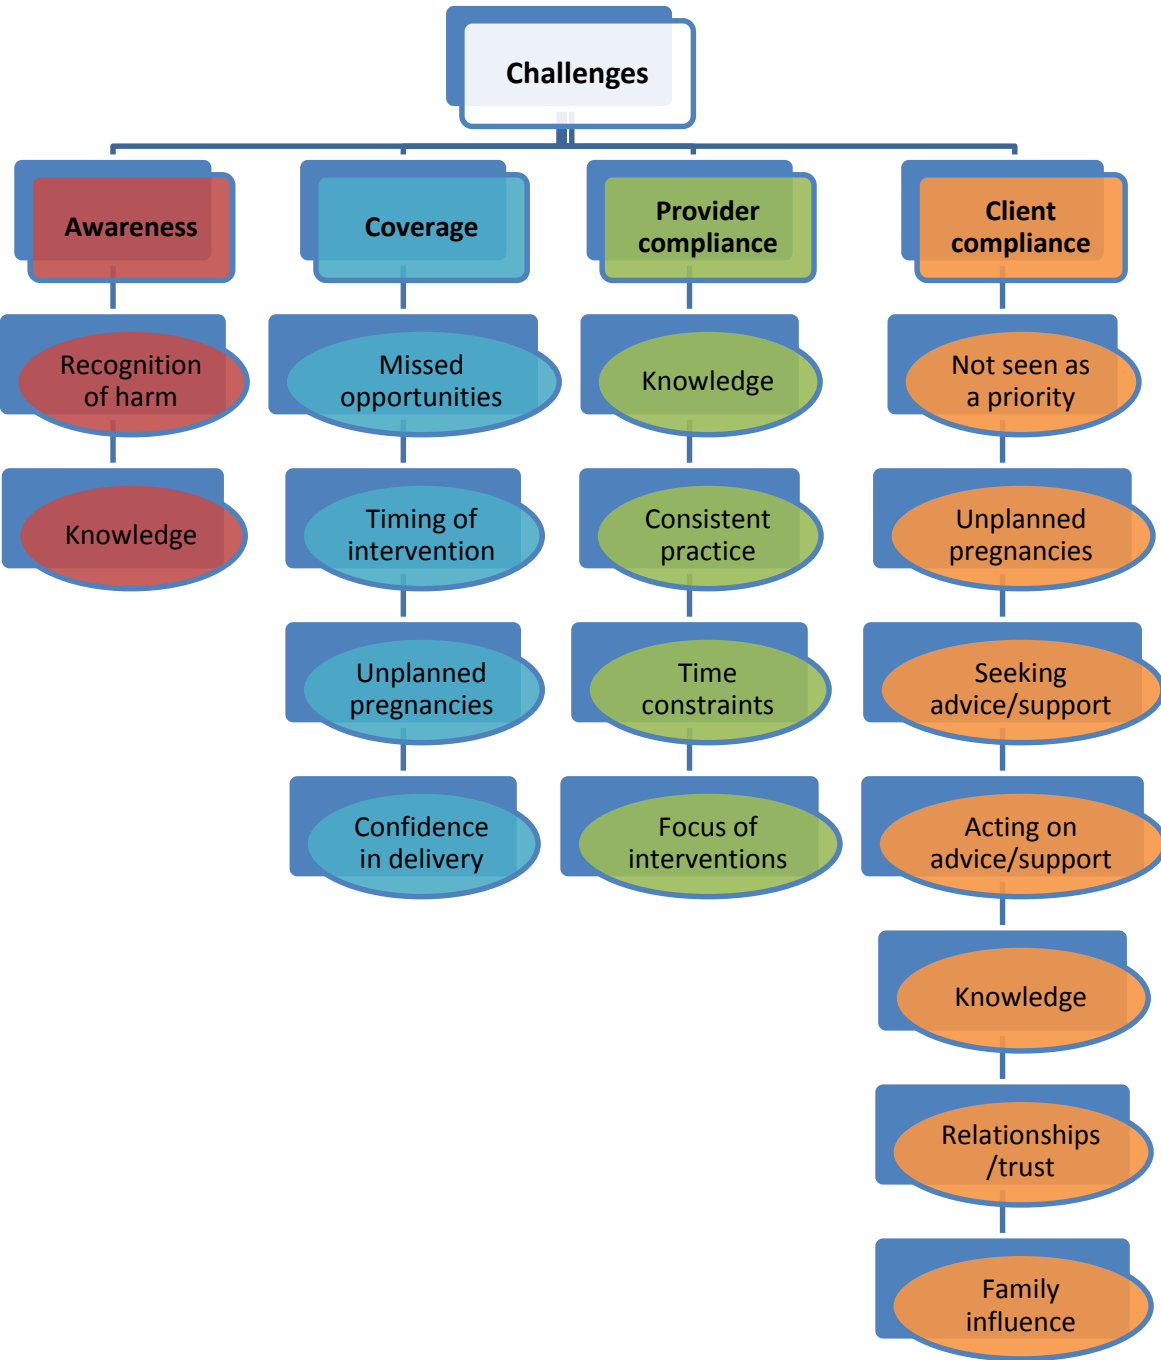 Challenges
Awareness
Coverage
Provider
compliance
Client
compliance
Recognition
of harm
Missed
opportunities
Knowledge
Not seen as
a priority
Knowledge
Timing of
intervention
Consistent
practice
Unplanned
pregnancies
Unplanned
pregnancies
Time
constraints
Seeking
advice/support
Confidence
in delivery
Focus of
interventions
Acting on
advice/support
Knowledge
Relationships
/trust
Family
influence